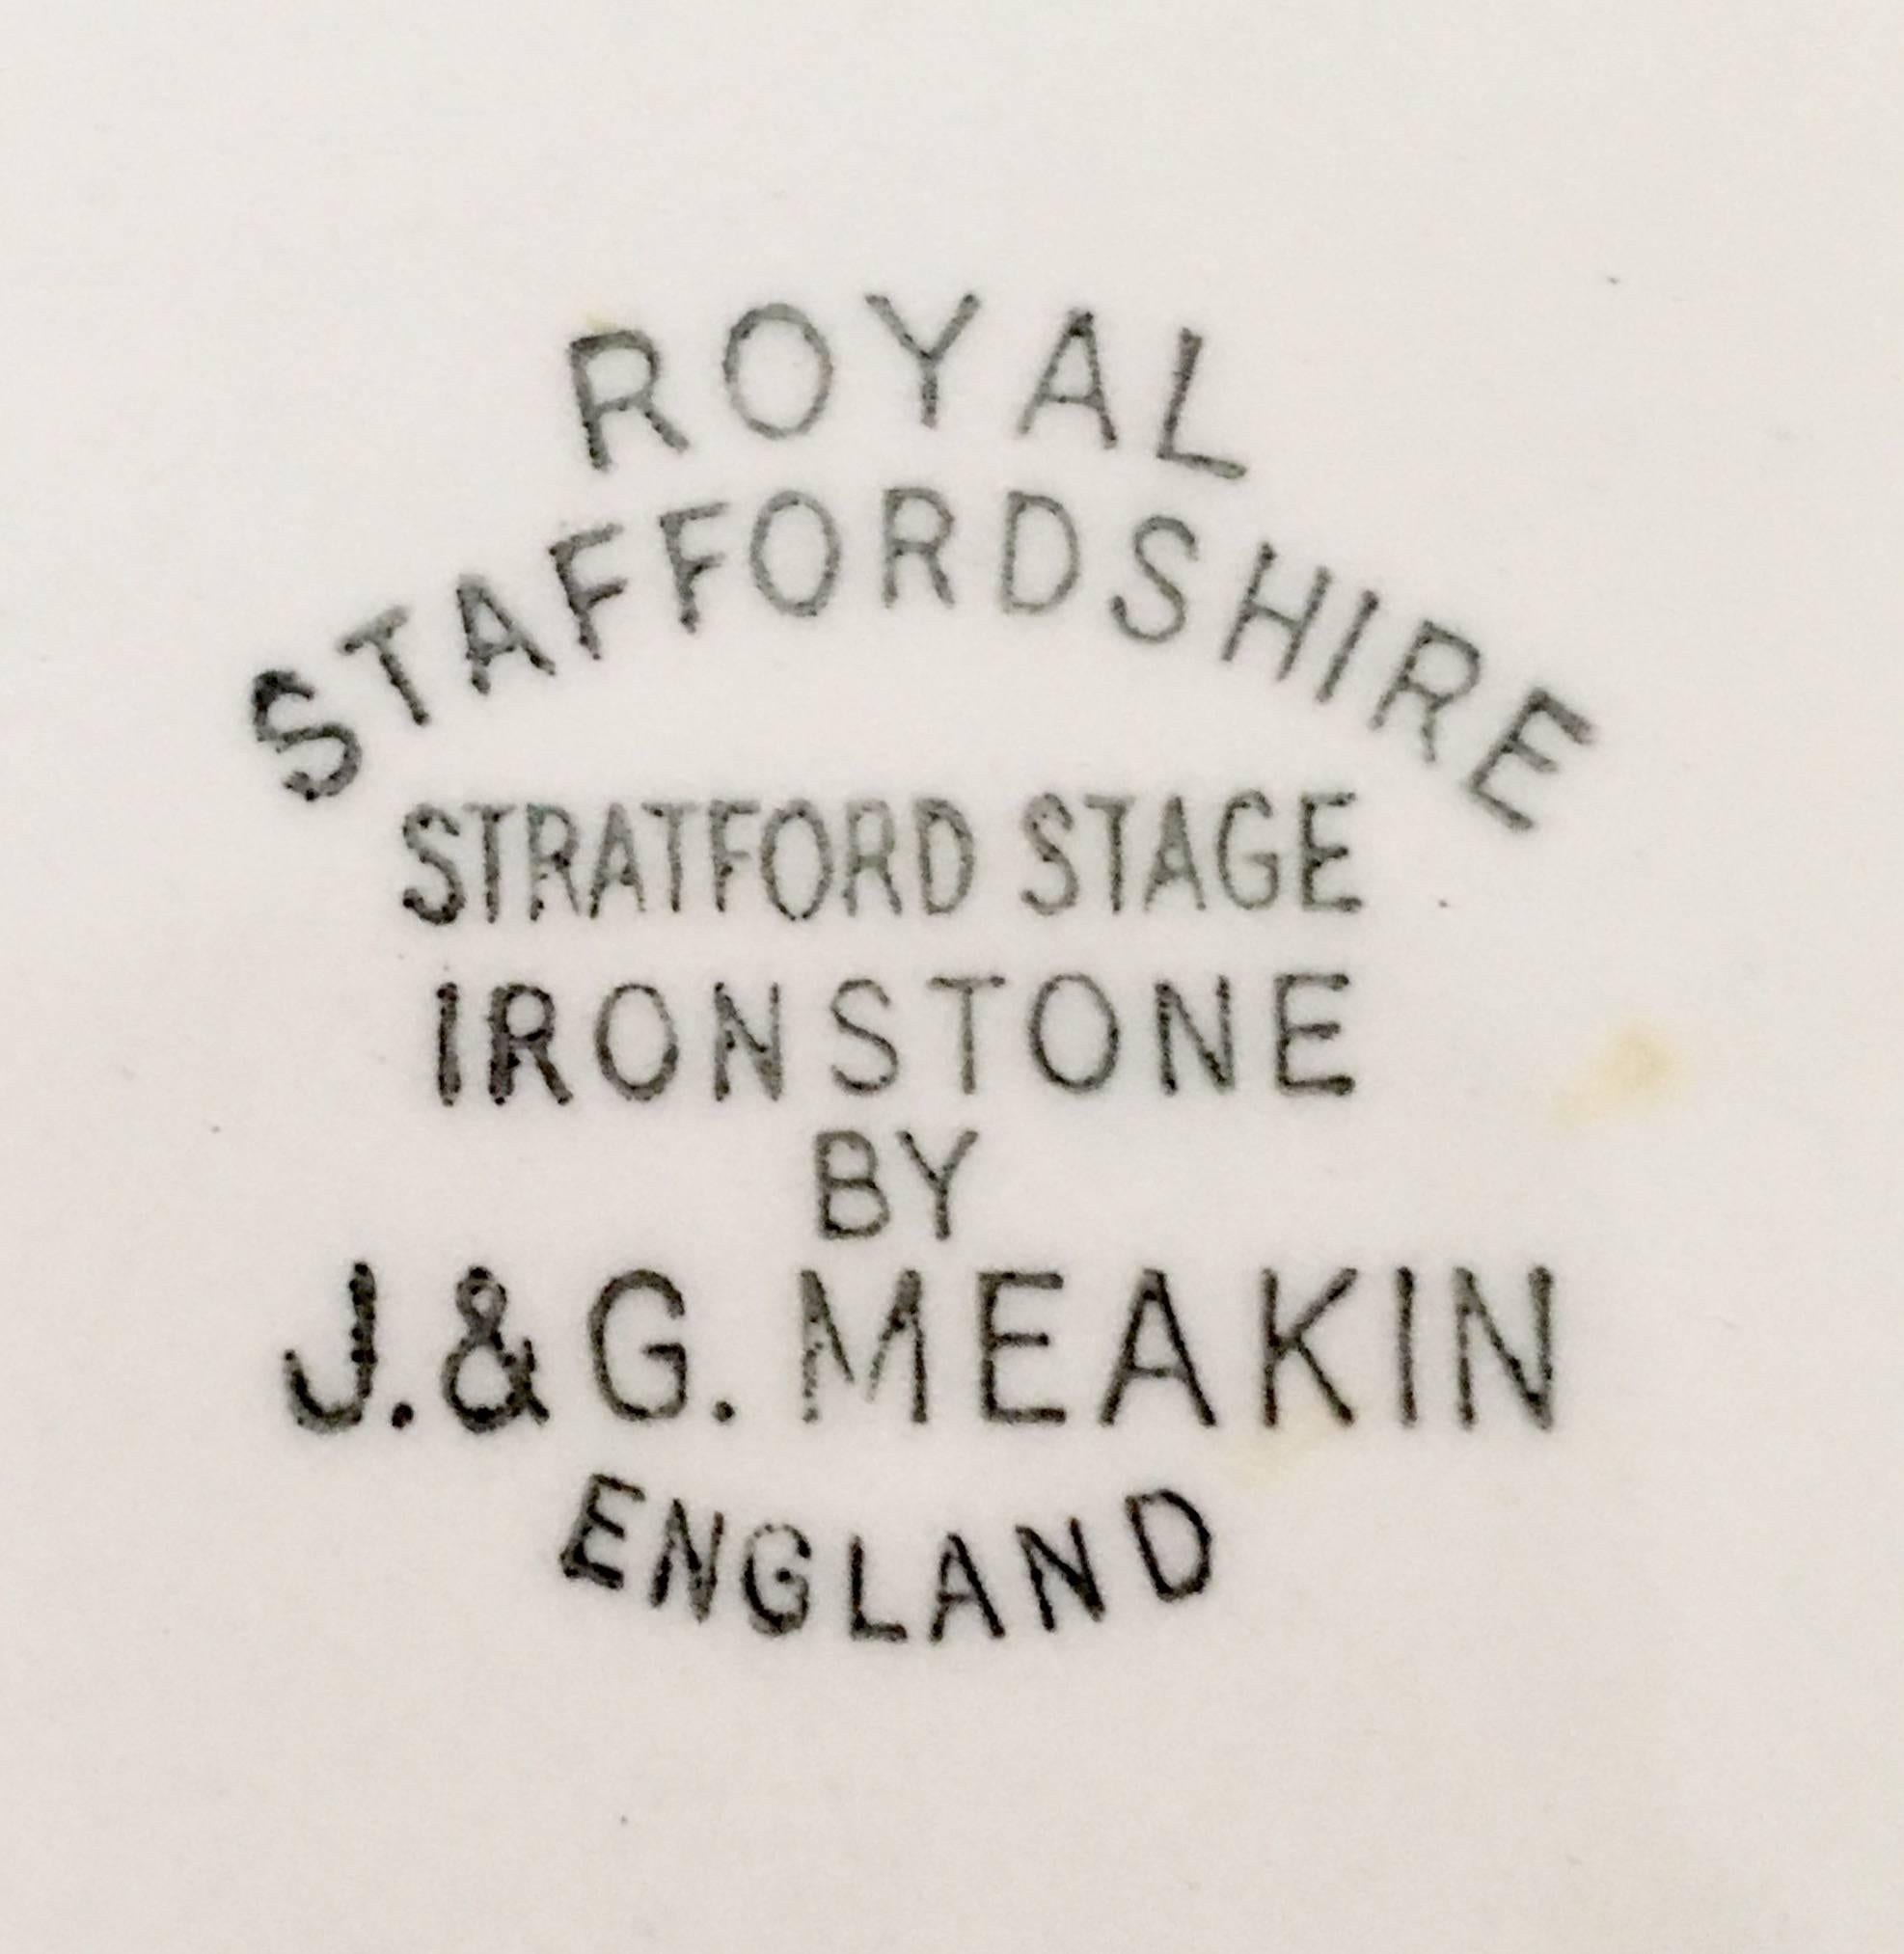 ROYAL
STAFFORDSHIRE
STRATFORD STAGE
IRONSTONE
BY
J.&G. MEAKIN
ENGLAND